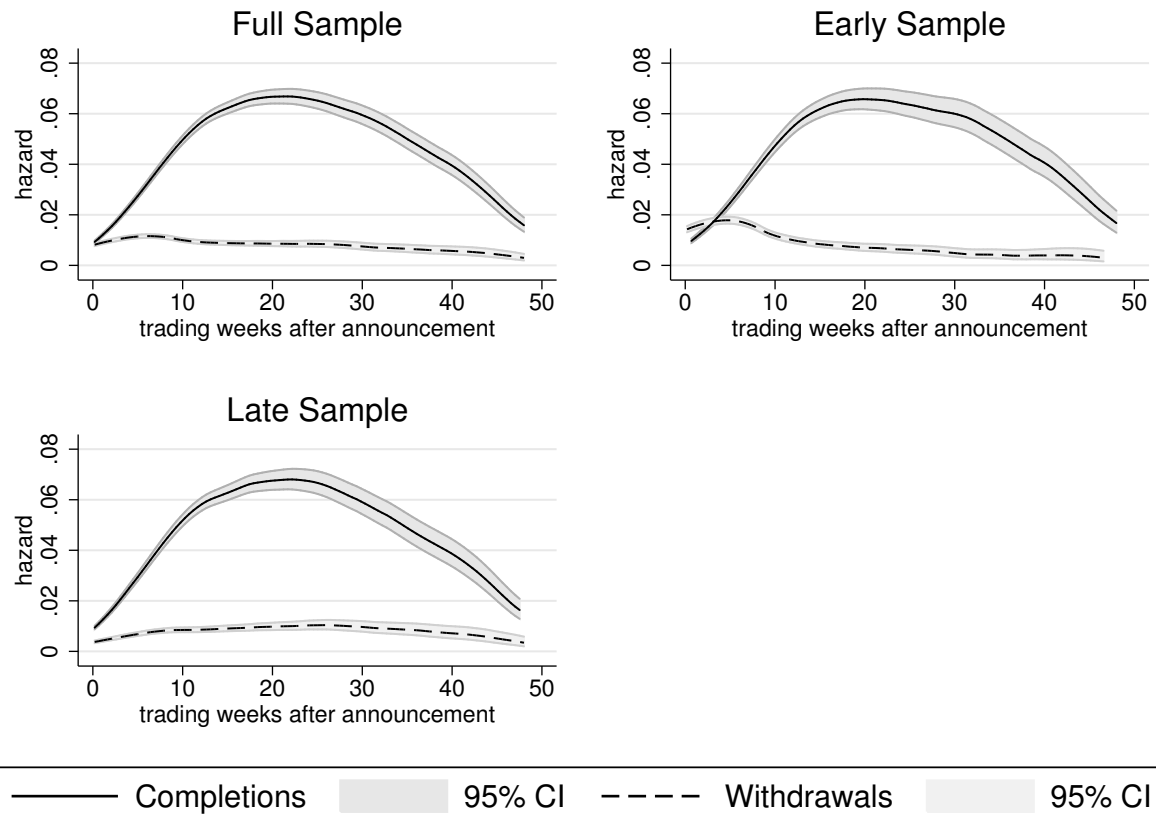 Full Sample
hazard
.08
.06
.04
.02
0
0 10 20 30 40 50
trading weeks after announcement
Early Sample
hazard
.08
.06
.04
.02
0
0 10 20 30 40 50
trading weeks after announcement
Late Sample
hazard
.08
.06
.04
.02
0
0 10 20 30 40 50
trading weeks after announcement
Completions 95% CI Withdrawals 95% CI